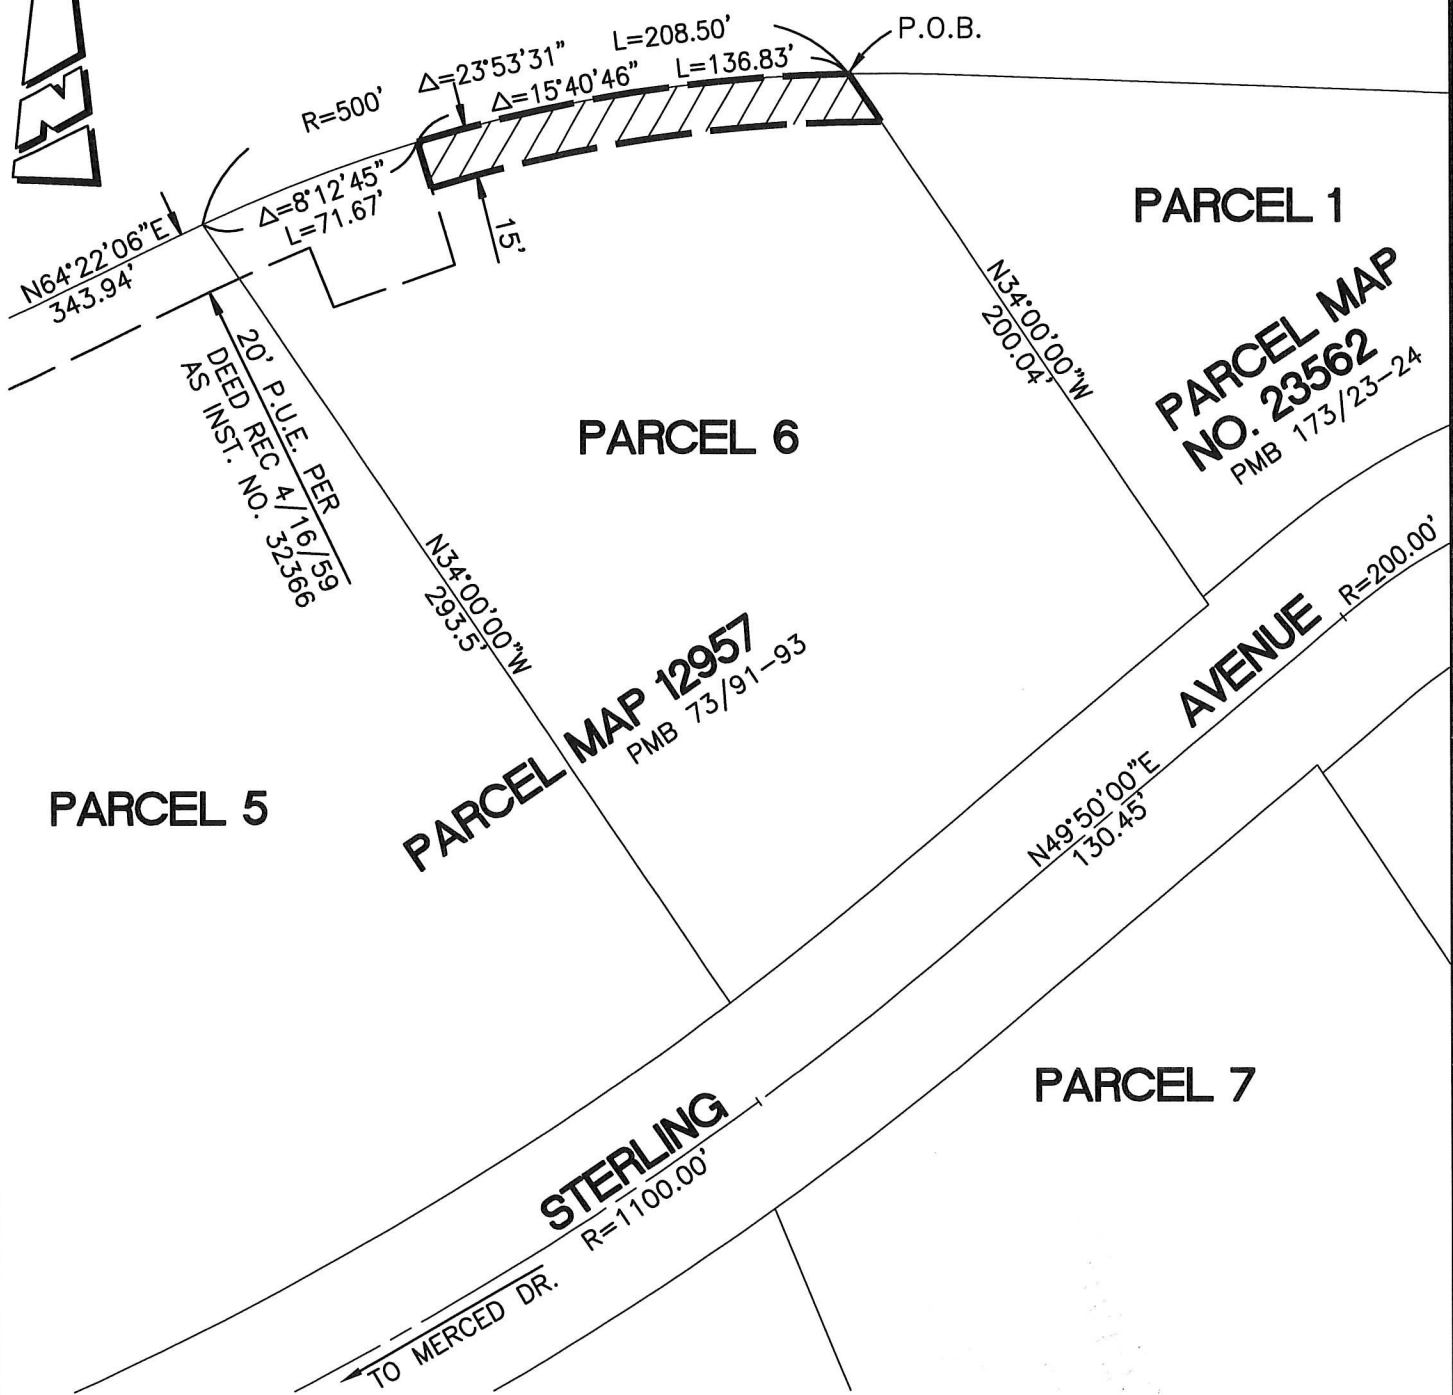 N
L=208.50'
P.O.B.
Δ=23°53'31"
L=136.83'
Δ=15°40'46"
R=500'
Δ=8°12'45"
L=71.67'
15'
N64°22'06"E
343.94'
PARCEL 1
N34°00'00"W
200.04'
PARCEL MAP
NO. 23562
PMB 173/23-24
20' P.U.E. PER
DEED REC 4/16/59
AS INST. NO. 32366
PARCEL 6
N34°00'00"W
293.5'
R=200.00'
PARCEL MAP 12957
PMB 73/91-93
PARCEL 5
STERLING AVENUE
N49°50'00"E
130.45'
PARCEL 7
R=1100.00'
TO MERCED DR.